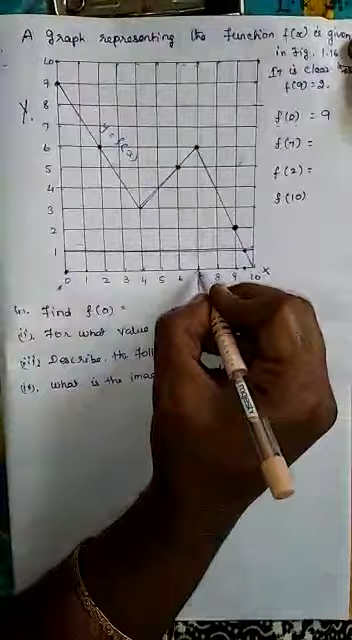 A graph representing the function f(x) is given
in Fig. 1.16
It is clear
f(9)=2.
f(0) = 9
f(7) =
f(2) =
f(10)
10
9
8
7
6
5
4
3
2
1
Y
y = f(x)
0 1 2 3 4 5 6 7 8 9 10 x
Find f(0) =
(ii). For what value
(iii) Describe the foll
(iv). What is the ima
majestic